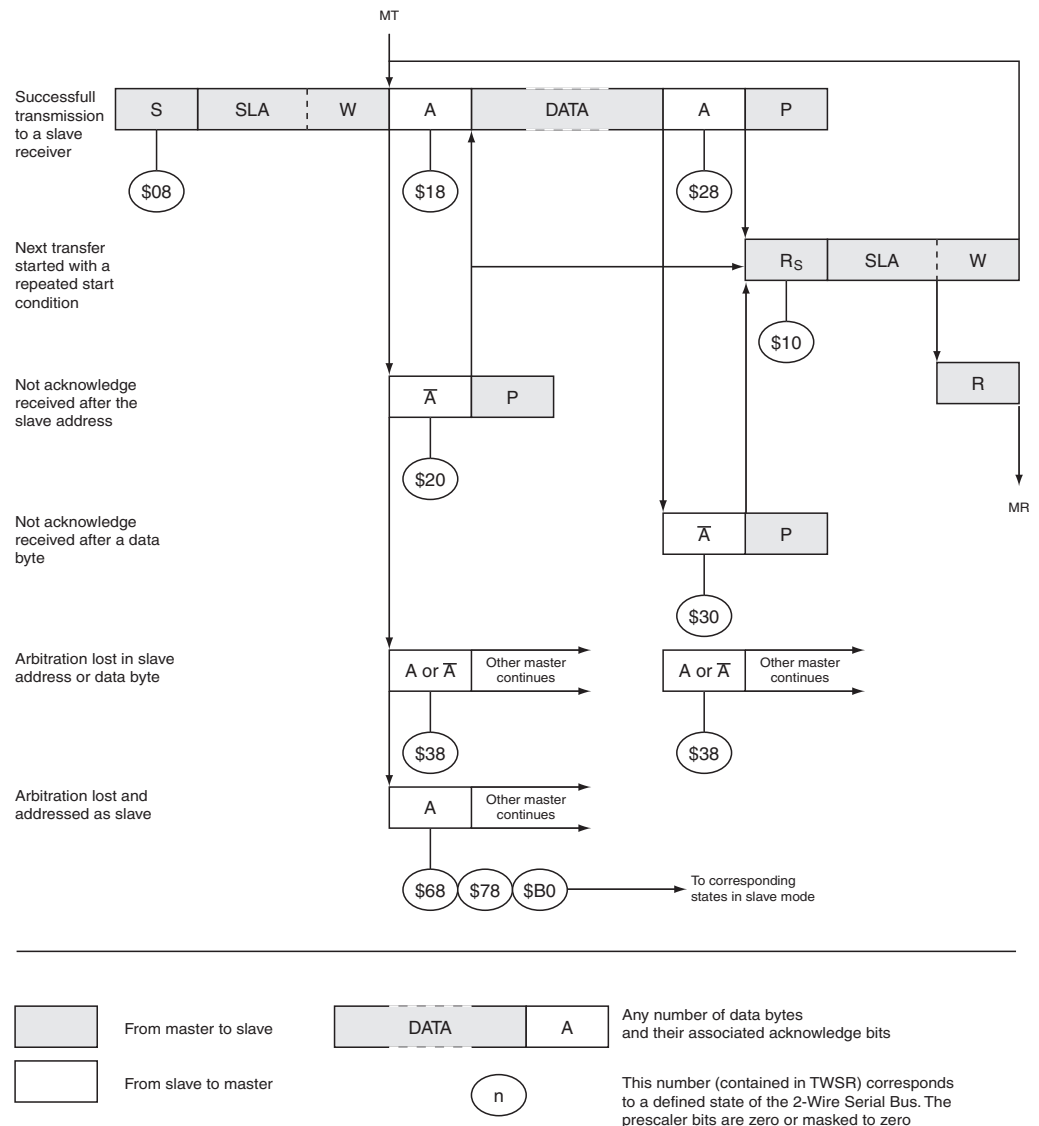 MT
Successfull
transmission
to a slave
receiver
S SLA W A DATA A P
$08 $18 $28
Next transfer
started with a
repeated start
condition
RS SLA W
$10
Not acknowledge
received after the
slave address
A̅ P
R
$20
MR
Not acknowledge
received after a data
byte
A̅ P
$30
Arbitration lost in slave
address or data byte
A or A̅ Other master
continues
A or A̅ Other master
continues
$38 $38
Arbitration lost and
addressed as slave
A Other master
continues
$68 $78 $B0 To corresponding
states in slave mode
From master to slave
DATA A
Any number of data bytes
and their associated acknowledge bits
From slave to master
n
This number (contained in TWSR) corresponds
to a defined state of the 2-Wire Serial Bus. The
prescaler bits are zero or masked to zero